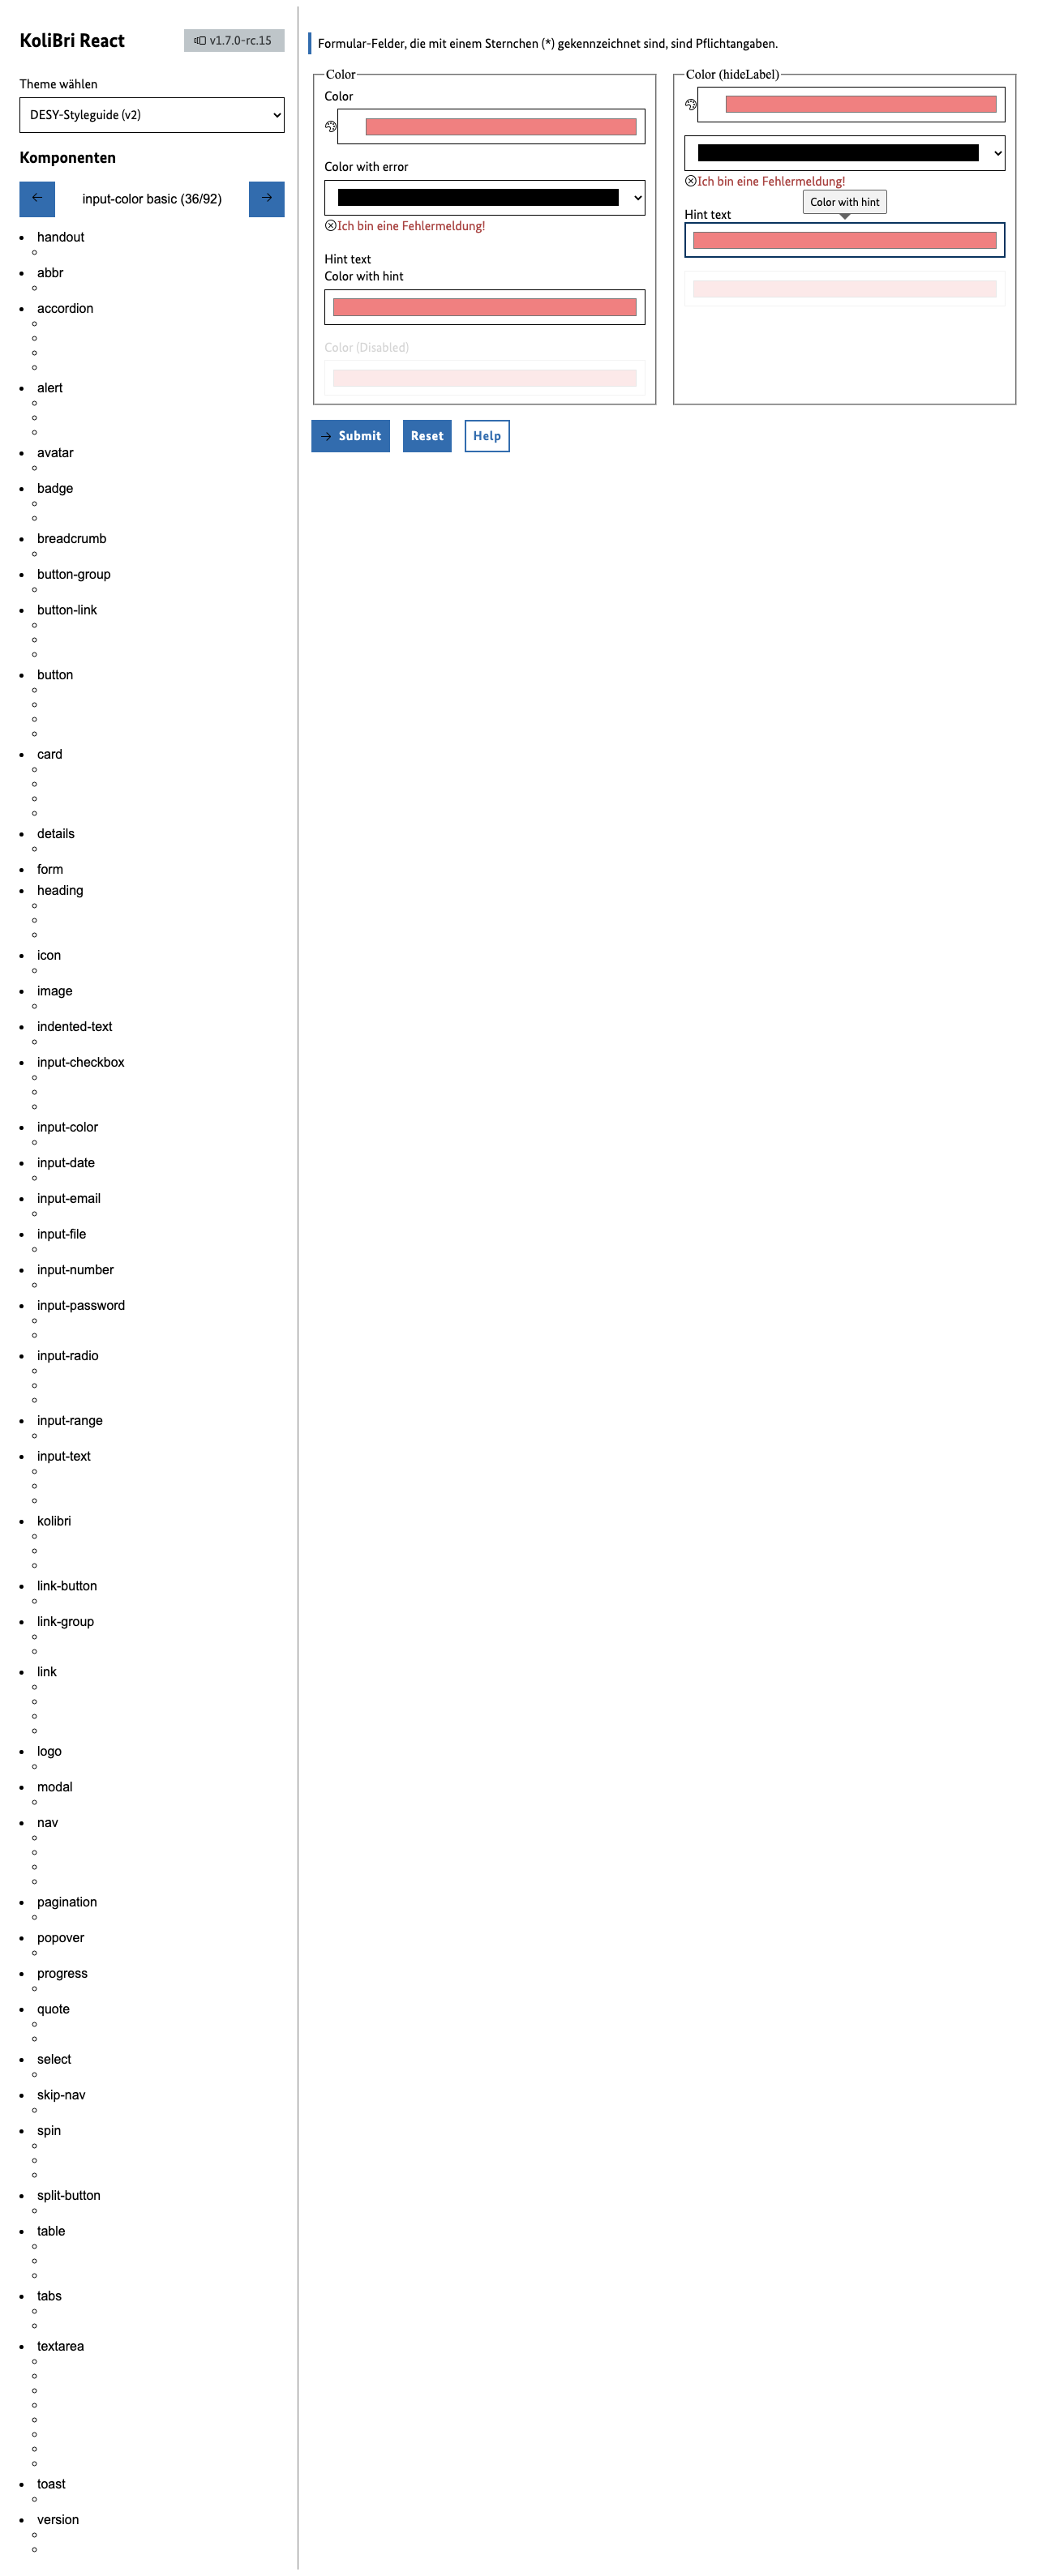 KoliBri React
v1.7.0-rc.15
Theme wählen
DESY-Styleguide (v2)
Komponenten
input-color basic (36/92)
handout
abbr
accordion
alert
avatar
badge
breadcrumb
button-group
button-link
button
card
details
form
heading
icon
image
indented-text
input-checkbox
input-color
input-date
input-email
input-file
input-number
input-password
input-radio
input-range
input-text
kolibri
link-button
link-group
link
logo
modal
nav
pagination
popover
progress
quote
select
skip-nav
spin
split-button
table
tabs
textarea
toast
version
Formular-Felder, die mit einem Sternchen (*) gekennzeichnet sind, sind Pflichtangaben.
Color
Color
Color with error
Ich bin eine Fehlermeldung!
Hint text
Color with hint
Color (Disabled)
Color (hideLabel)
Ich bin eine Fehlermeldung!
Color with hint
Hint text
Submit
Reset
Help